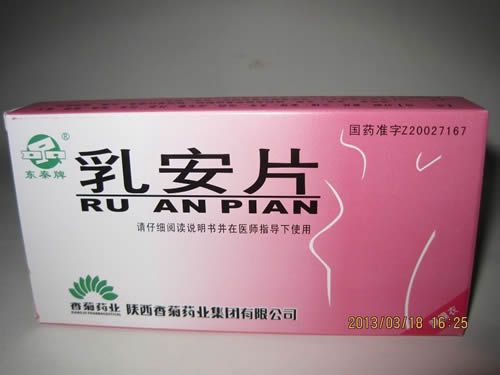 国药准字Z20027167
®
东泰牌
乳安片
RU AN PIAN
请仔细阅读说明书并在医师指导下使用
香菊药业
XIANGJU PHARMACEUTICAL
陕西香菊药业集团有限公司
2013/03/18 16:25